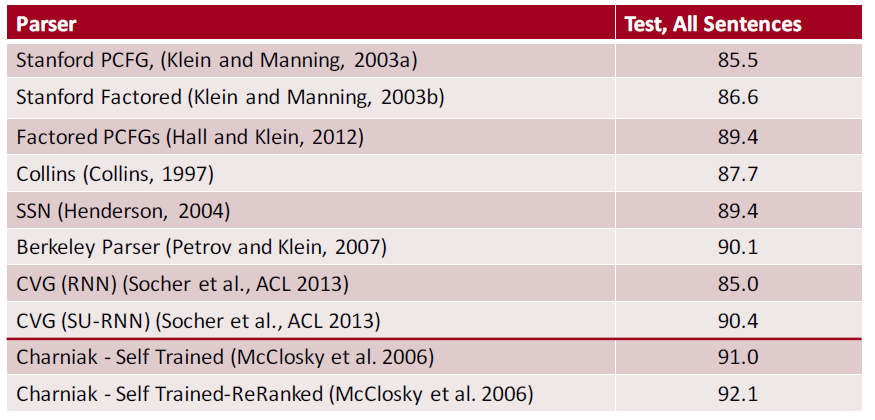 Parser Test, All Sentences
Stanford PCFG, (Klein and Manning, 2003a) 85.5
Stanford Factored (Klein and Manning, 2003b) 86.6
Factored PCFGs (Hall and Klein, 2012) 89.4
Collins (Collins, 1997) 87.7
SSN (Henderson, 2004) 89.4
Berkeley Parser (Petrov and Klein, 2007) 90.1
CVG (RNN) (Socher et al., ACL 2013) 85.0
CVG (SU-RNN) (Socher et al., ACL 2013) 90.4
Charniak - Self Trained (McClosky et al. 2006) 91.0
Charniak - Self Trained-ReRanked (McClosky et al. 2006) 92.1